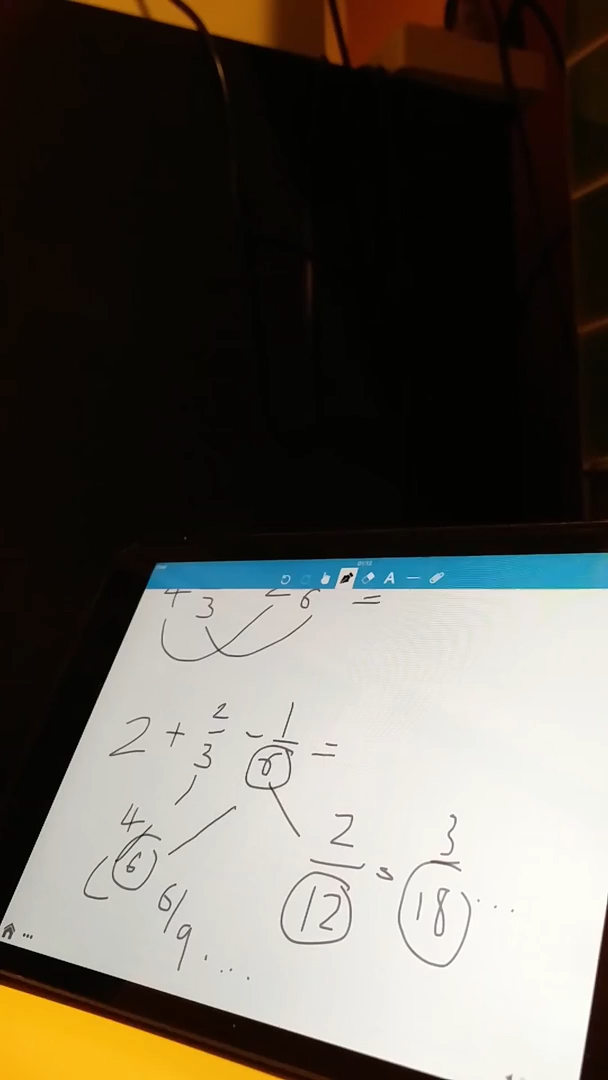 A
4 3 2 6 =
2 + 2/3 - 1/6 =
4/6 2/12 = 3/18 ...
6/9 ....